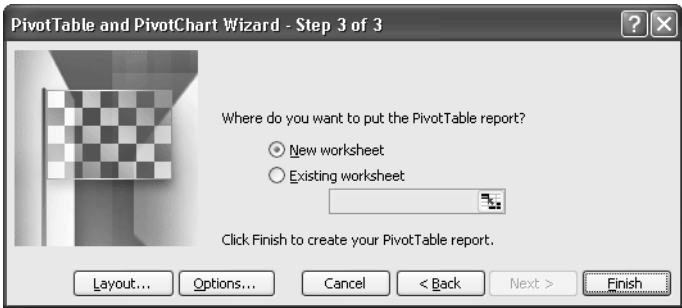 PivotTable and PivotChart Wizard - Step 3 of 3
Where do you want to put the PivotTable report?
New worksheet
Existing worksheet
Click Finish to create your PivotTable report.
Layout... Options... Cancel < Back Next > Finish